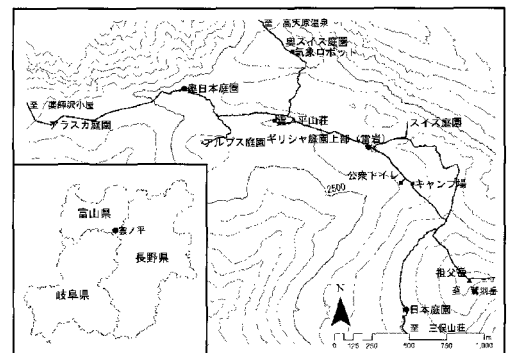 至 高天原温泉
奥スイス庭園
気象ロボット
奥日本庭園
至 薬師沢小屋
アラスカ庭園
雲ノ平山荘
スイス庭園
アルプス庭園
ギリシャ庭園上部(雷岩)
公衆トイレ
キャンプ場
2500
富山県
雲ノ平
長野県
岐阜県
祖父岳
至 鷲羽岳
N
日本庭園
0 125 250 500 750 1,000
至 三俣山荘